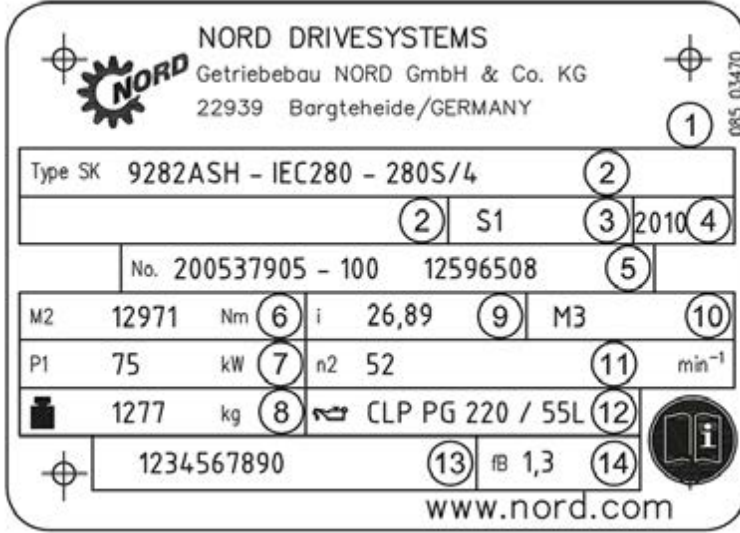 NORD DRIVESYSTEMS
NORD
Getriebebau NORD GmbH & Co. KG
22939 Bargteheide/GERMANY
085 03470
1
Type SK 9282ASH - IEC280 - 280S/4 2
2 S1 3 2010 4
No. 200537905 - 100 12596508 5
M2 12971 Nm 6 i 26,89 9 M3 10
P1 75 kW 7 n2 52 11 min⁻¹
1277 kg 8 CLP PG 220 / 55L 12
i
1234567890 13 fB 1,3 14
www.nord.com